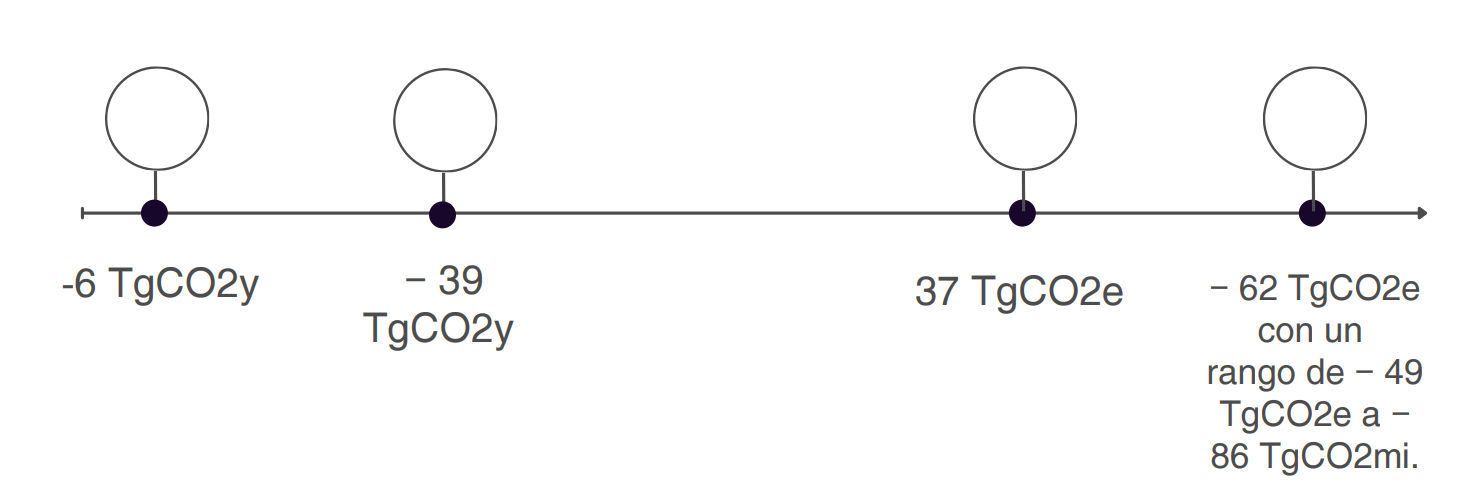 -6 TgCO2y
− 39
TgCO2y
37 TgCO2e
− 62 TgCO2e
con un
rango de − 49
TgCO2e a −
86 TgCO2mi.